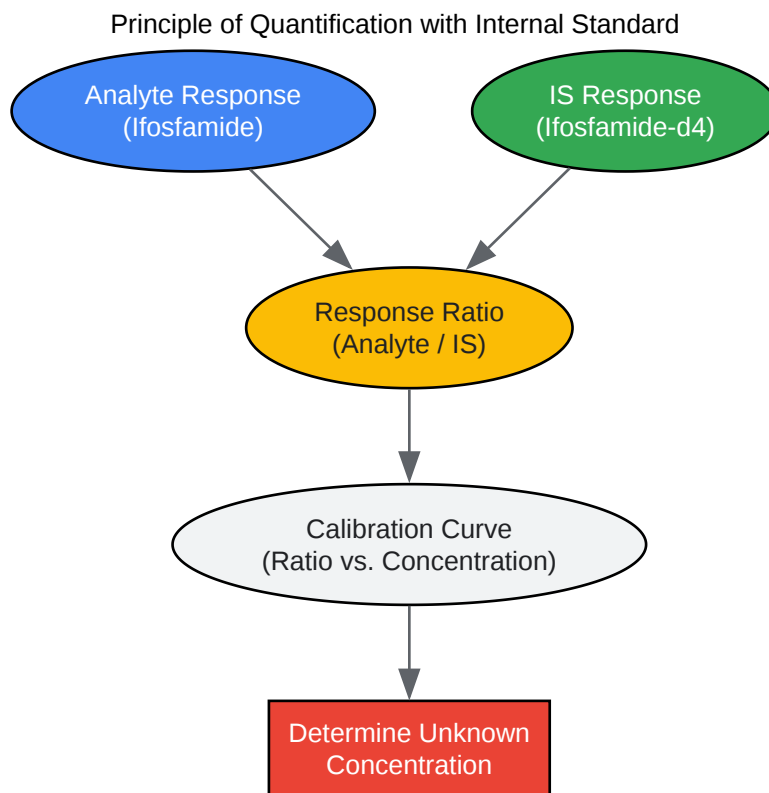 Principle of Quantification with Internal Standard
Analyte Response
(Ifosfamide)
IS Response
(Ifosfamide-d4)
Response Ratio
(Analyte / IS)
Calibration Curve
(Ratio vs. Concentration)
Determine Unknown
Concentration